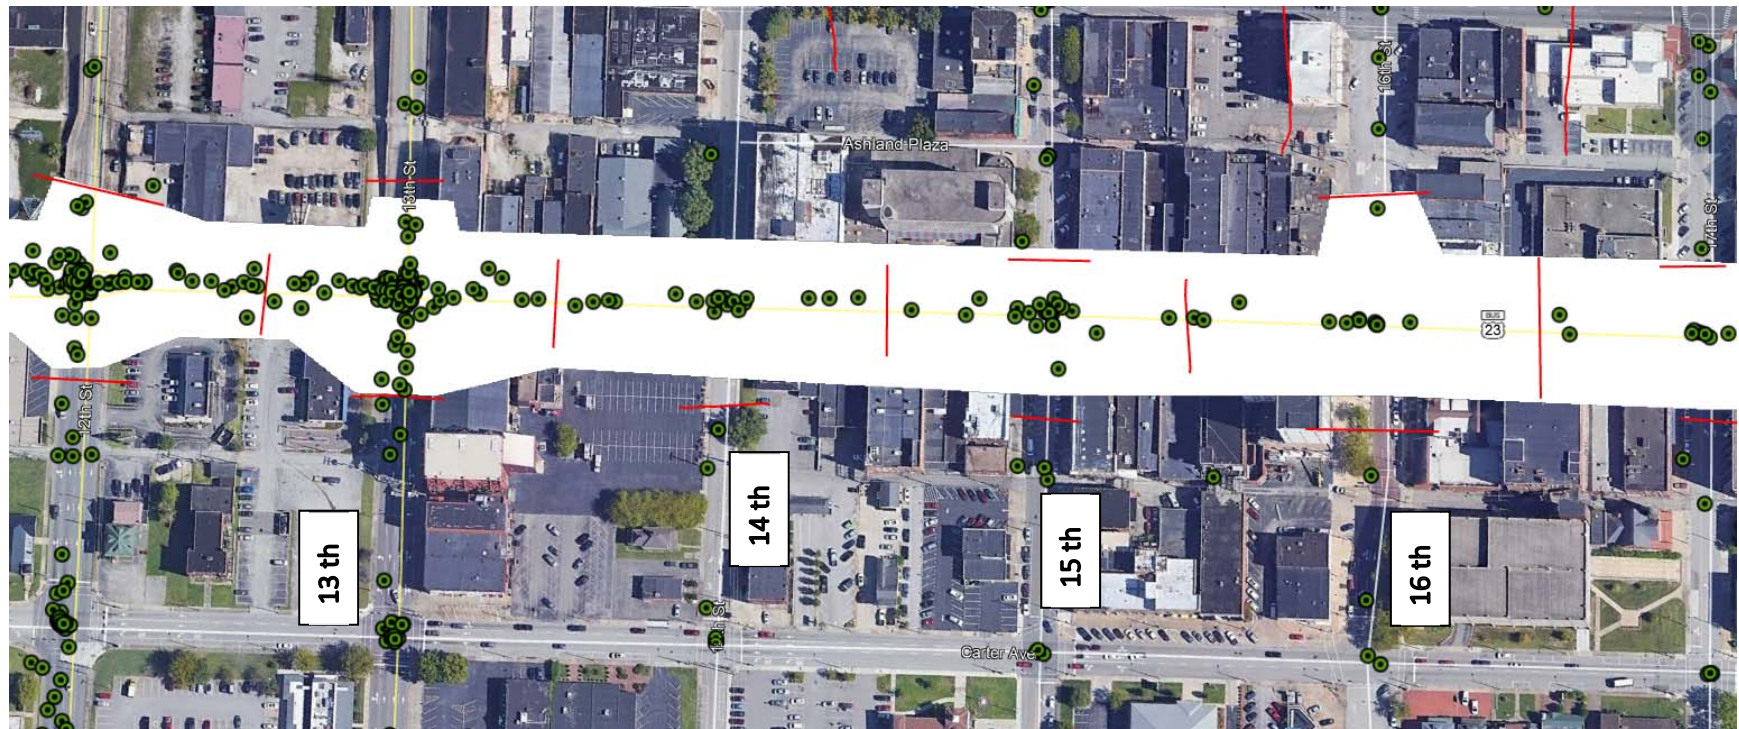 16th St
Ashland Plaza
13th St
17th St
BUS
23
12th St
14 th
13 th
15 th
16 th
Carter Ave